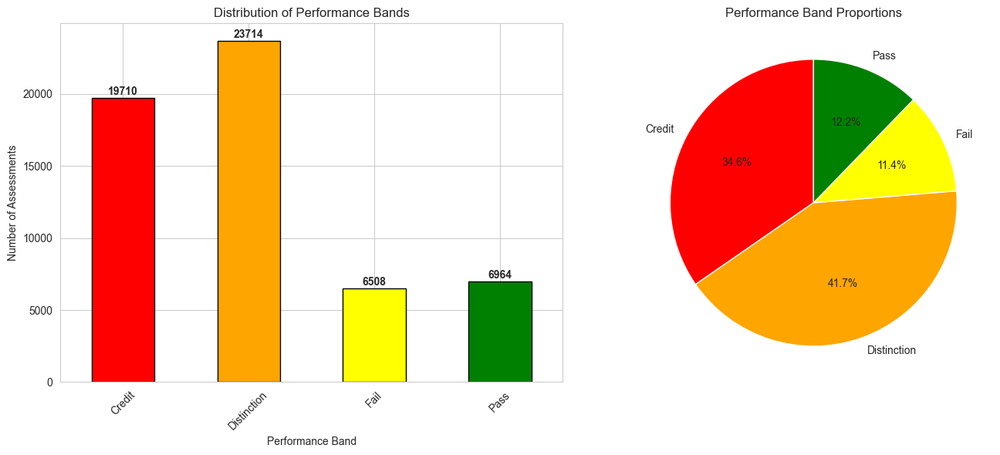 Distribution of Performance Bands
Number of Assessments
20000
15000
10000
5000
0
19710
23714
6508
6964
Credit
Distinction
Fail
Pass
Performance Band
Performance Band Proportions
Pass
12.2%
Fail
11.4%
Credit
34.6%
41.7%
Distinction